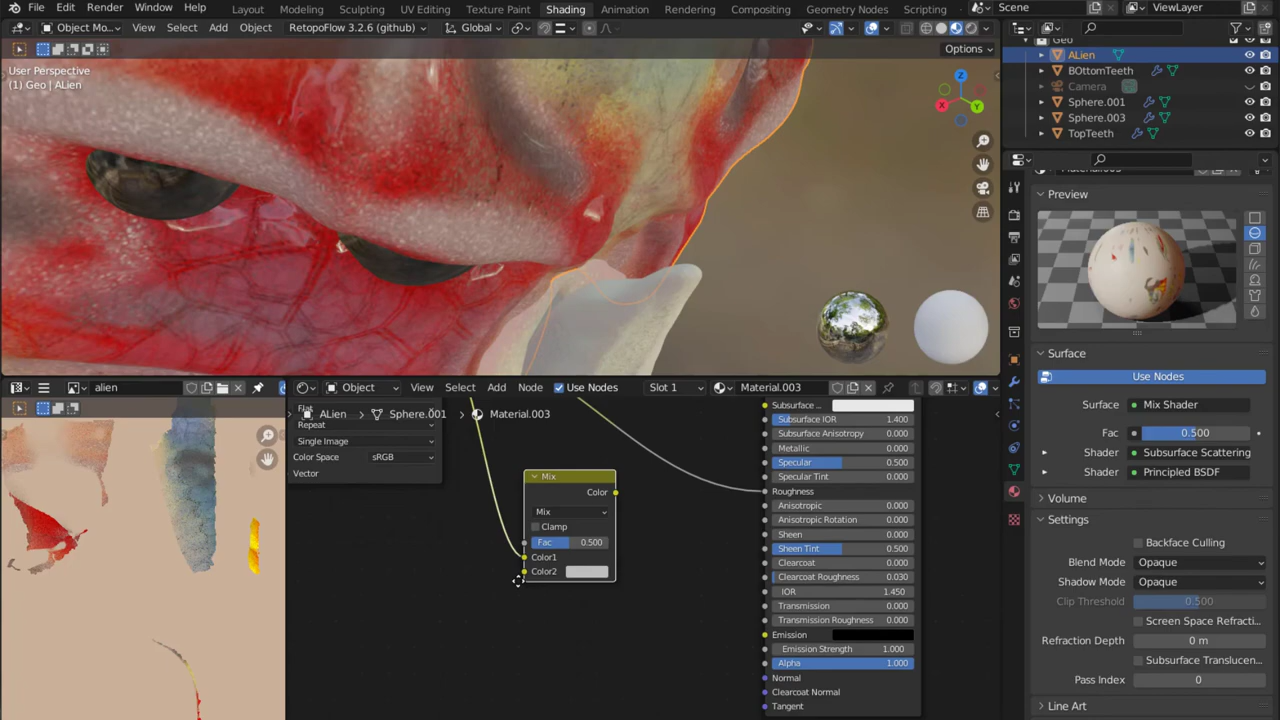 File Edit Render Window Help Layout Modeling Sculpting UV Editing Texture Paint Shading Animation Rendering Compositing Geometry Nodes Scripting Scene ViewLayer
Object Mo... View Select Add Object RetopoFlow 3.2.6 (github) Global
Options
User Perspective
(1) Geo | ALien
X
Y
Z
Geo
ALien
BOttomTeeth
Camera
Sphere.001
Sphere.003
TopTeeth
Preview
Surface
Use Nodes
Surface Mix Shader
Fac 0.500
Shader Subsurface Scattering
Shader Principled BSDF
Volume
Settings
Backface Culling
Blend Mode Opaque
Shadow Mode Opaque
Clip Threshold 0.500
Screen Space Refracti...
Refraction Depth 0 m
Subsurface Translucen...
Pass Index 0
Line Art
alien
Object View Select Add Node Use Nodes Slot 1 Material.003
ALien Sphere.001 Material.003
Flat
Repeat
Single Image
Color Space sRGB
Vector
Mix
Color
Mix
Clamp
Fac 0.500
Color1
Color2
Subsurface ...
Subsurface IOR 1.400
Subsurface Anisotropy 0.000
Metallic 0.000
Specular 0.500
Specular Tint 0.000
Roughness
Anisotropic 0.000
Anisotropic Rotation 0.000
Sheen 0.000
Sheen Tint 0.500
Clearcoat 0.000
Clearcoat Roughness 0.030
IOR 1.450
Transmission 0.000
Transmission Roughness 0.000
Emission
Emission Strength 1.000
Alpha 1.000
Normal
Clearcoat Normal
Tangent